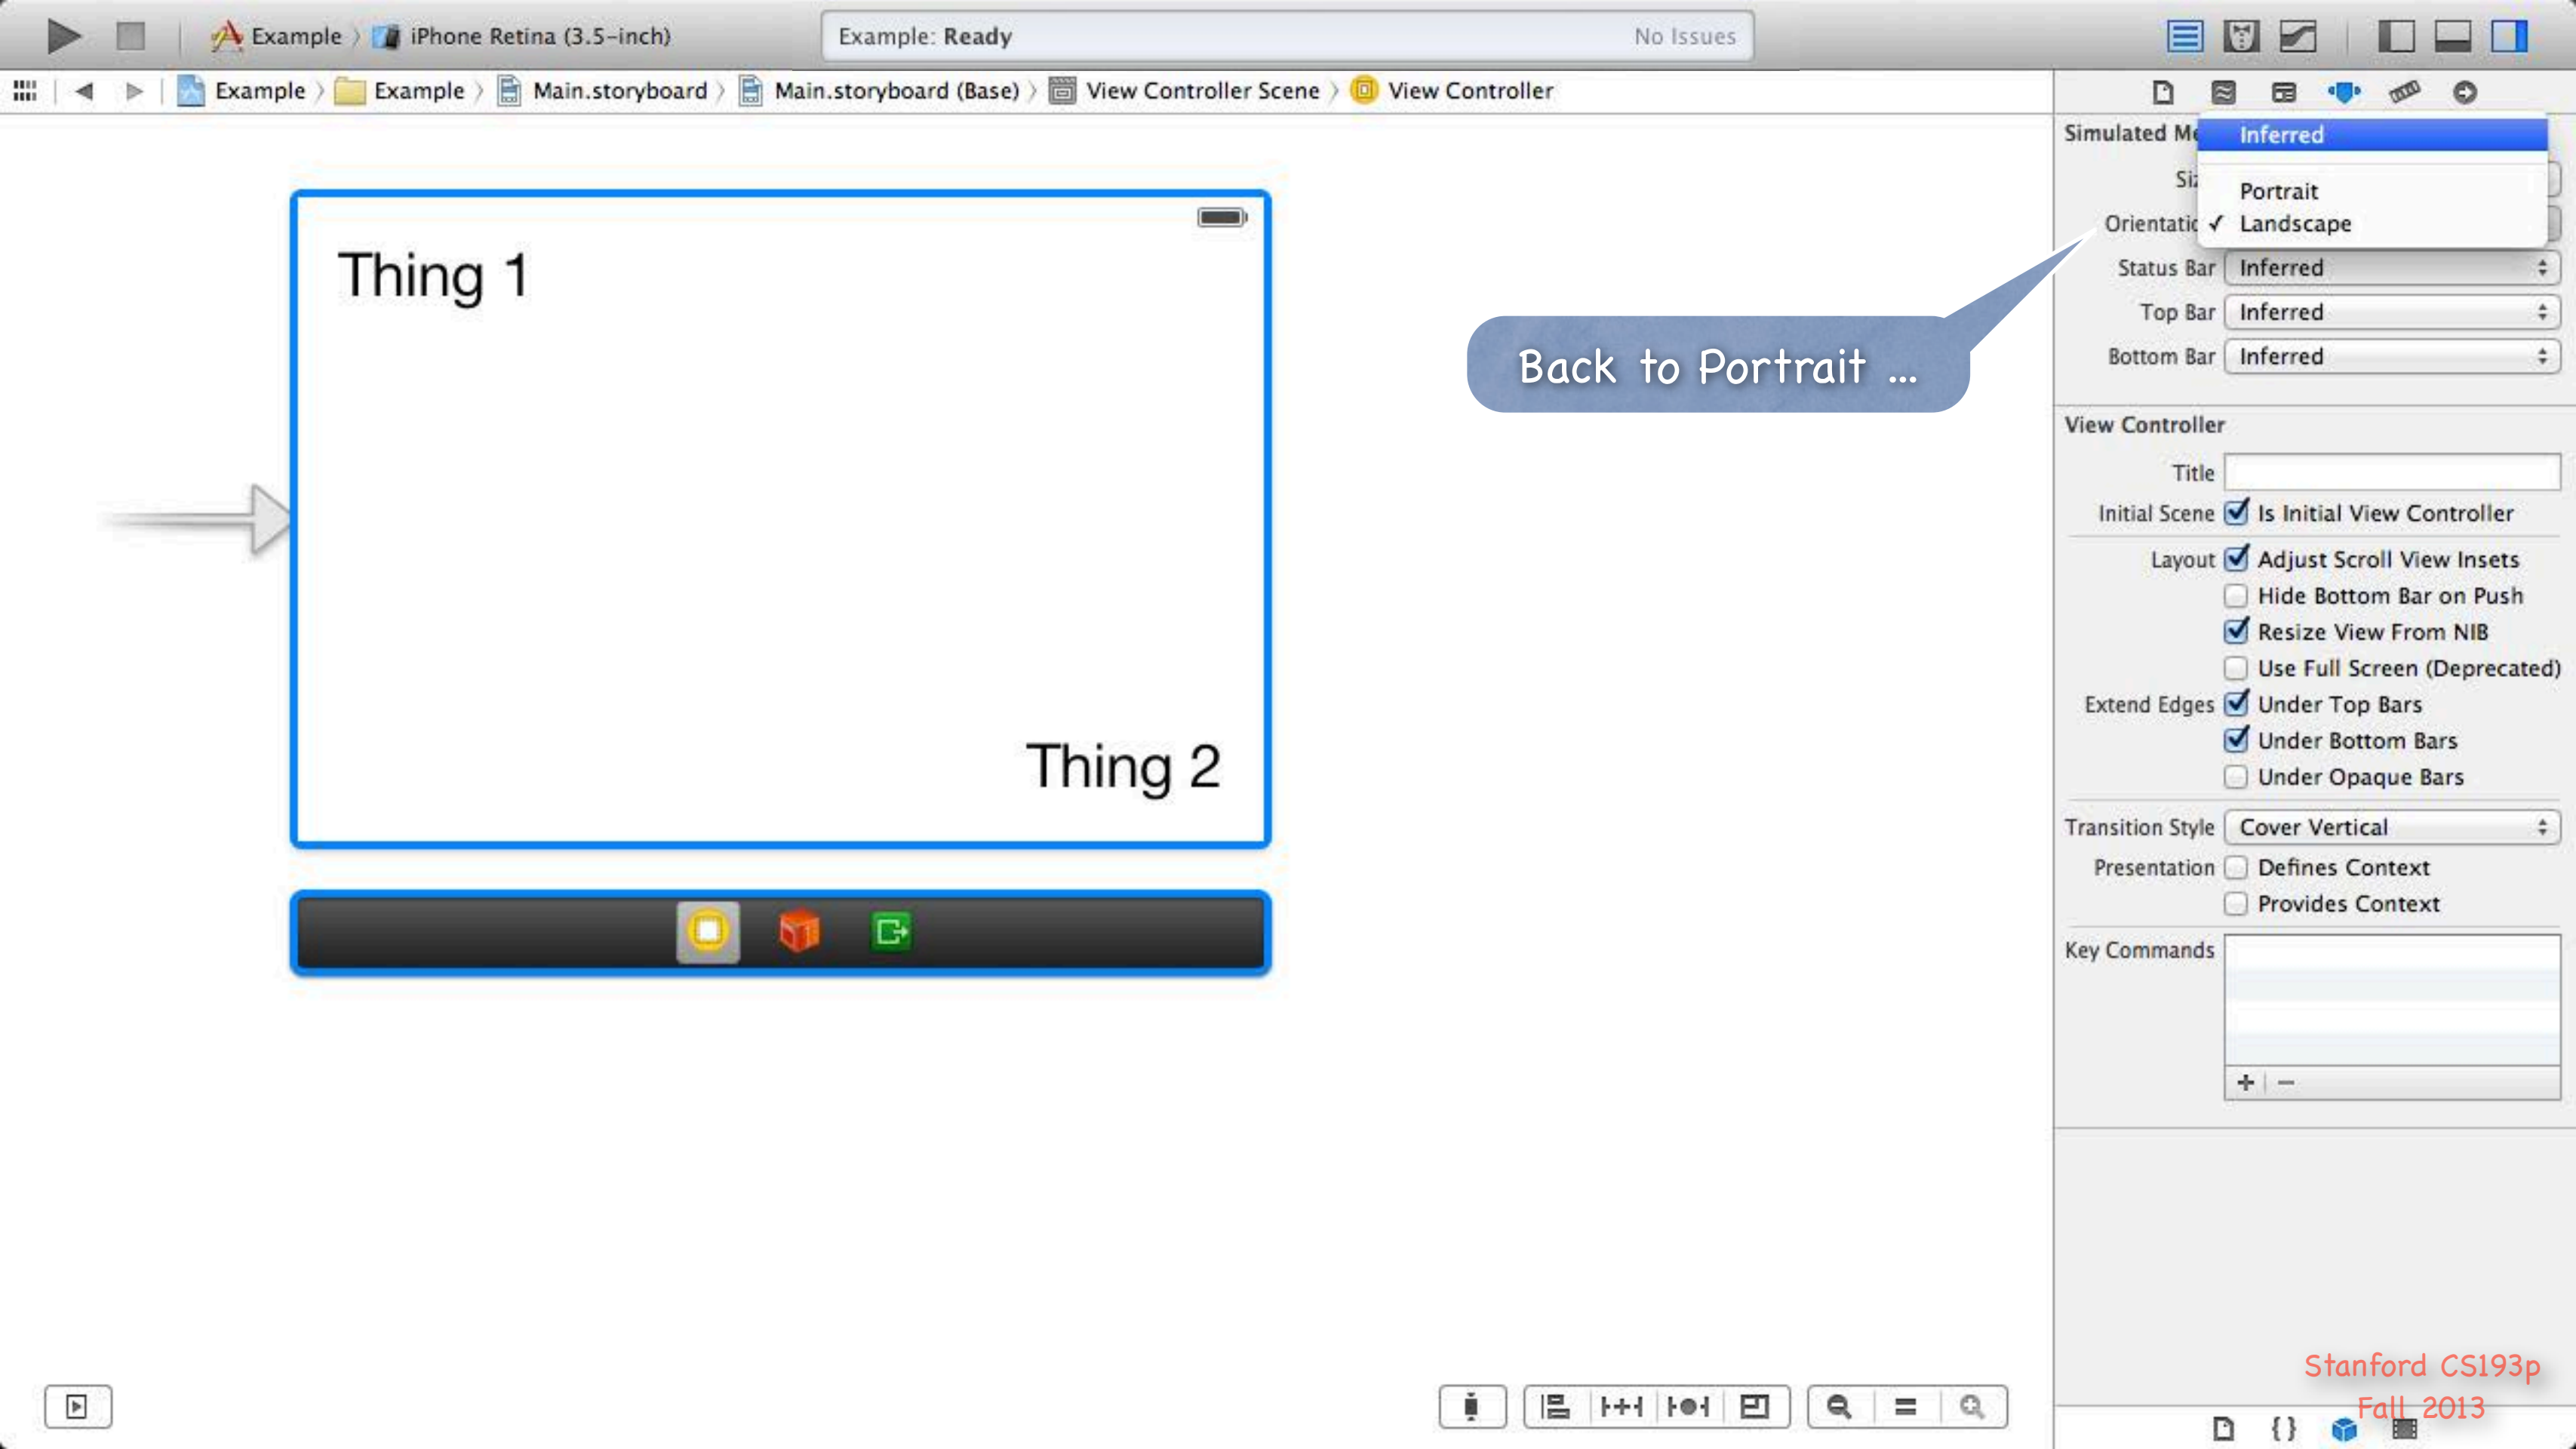 Example › iPhone Retina (3.5-inch)
Example: Ready
No Issues
Example › Example › Main.storyboard › Main.storyboard (Base) › View Controller Scene › View Controller
Thing 1
Thing 2
Back to Portrait ...
Simulated Me
Inferred
Siz
Portrait
Orientatio ✓ Landscape
Status Bar Inferred
Top Bar Inferred
Bottom Bar Inferred
View Controller
Title
Initial Scene Is Initial View Controller
Layout Adjust Scroll View Insets
Hide Bottom Bar on Push
Resize View From NIB
Use Full Screen (Deprecated)
Extend Edges Under Top Bars
Under Bottom Bars
Under Opaque Bars
Transition Style Cover Vertical
Presentation Defines Context
Provides Context
Key Commands
Stanford CS193p
Fall 2013